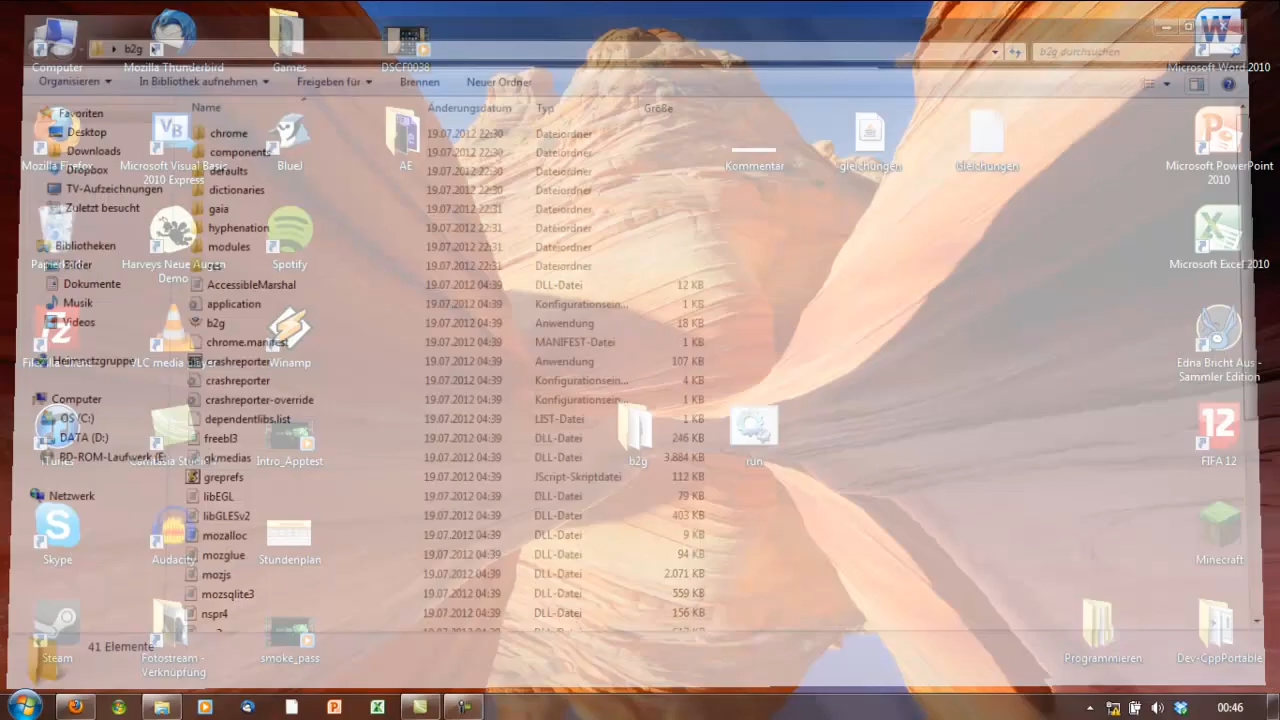 b2g
b2g durchsuchen
Computer
Mozilla Thunderbird
Games
DSCF0038
Microsoft Word 2010
Organisieren
In Bibliothek aufnehmen
Freigeben für
Brennen
Neuer Ordner
Name
Änderungsdatum
Typ
Größe
Favoriten
Desktop
Downloads
Dropbox
TV-Aufzeichnungen
Zuletzt besucht
Bibliotheken
Bilder
Dokumente
Musik
Videos
Heimnetzgruppe
Computer
OS (C:)
DATA (D:)
BD-ROM-Laufwerk (E:
Netzwerk
chrome 19.07.2012 22:30 Dateiordner
components 19.07.2012 22:30 Dateiordner
defaults 19.07.2012 22:30 Dateiordner
dictionaries 19.07.2012 22:30 Dateiordner
gaia 19.07.2012 22:31 Dateiordner
hyphenation 19.07.2012 22:31 Dateiordner
modules 19.07.2012 22:31 Dateiordner
19.07.2012 22:31 Dateiordner
AccessibleMarshal 19.07.2012 04:39 DLL-Datei 12 KB
application 19.07.2012 04:39 Konfigurationsein... 1 KB
b2g 19.07.2012 04:39 Anwendung 18 KB
chrome.manifest 19.07.2012 04:39 MANIFEST-Datei 1 KB
crashreporter 19.07.2012 04:39 Anwendung 107 KB
crashreporter 19.07.2012 04:39 Konfigurationsein... 4 KB
crashreporter-override 19.07.2012 04:39 Konfigurationsein... 1 KB
dependentlibs.list 19.07.2012 04:39 LIST-Datei 1 KB
freebl3 19.07.2012 04:39 DLL-Datei 246 KB
gkmedias 19.07.2012 04:39 DLL-Datei 3.884 KB
greprefs 19.07.2012 04:39 JScript-Skriptdatei 112 KB
libEGL 19.07.2012 04:39 DLL-Datei 79 KB
libGLESv2 19.07.2012 04:39 DLL-Datei 403 KB
mozalloc 19.07.2012 04:39 DLL-Datei 9 KB
mozglue 19.07.2012 04:39 DLL-Datei 94 KB
mozjs 19.07.2012 04:39 DLL-Datei 2.071 KB
mozsqlite3 19.07.2012 04:39 DLL-Datei 559 KB
nspr4 19.07.2012 04:39 DLL-Datei 156 KB
41 Elemente
Mozilla Firefox
Microsoft Visual Basic
2010 Express
BlueJ
AE
Kommentar
gleichungen
Gleichungen
Microsoft PowerPoint
2010
Papierkorb
Harveys Neue Augen
Demo
Spotify
Microsoft Excel 2010
VLC media player
Winamp
Edna Bricht Aus -
Sammler Edition
iTunes
Camtasia Studio
Intro_Apptest
b2g
run
FIFA 12
12
Skype
Audacity
Stundenplan
Minecraft
Steam
Fotostream -
Verknüpfung
smoke_pass
Programmieren
Dev-CppPortable
00:46